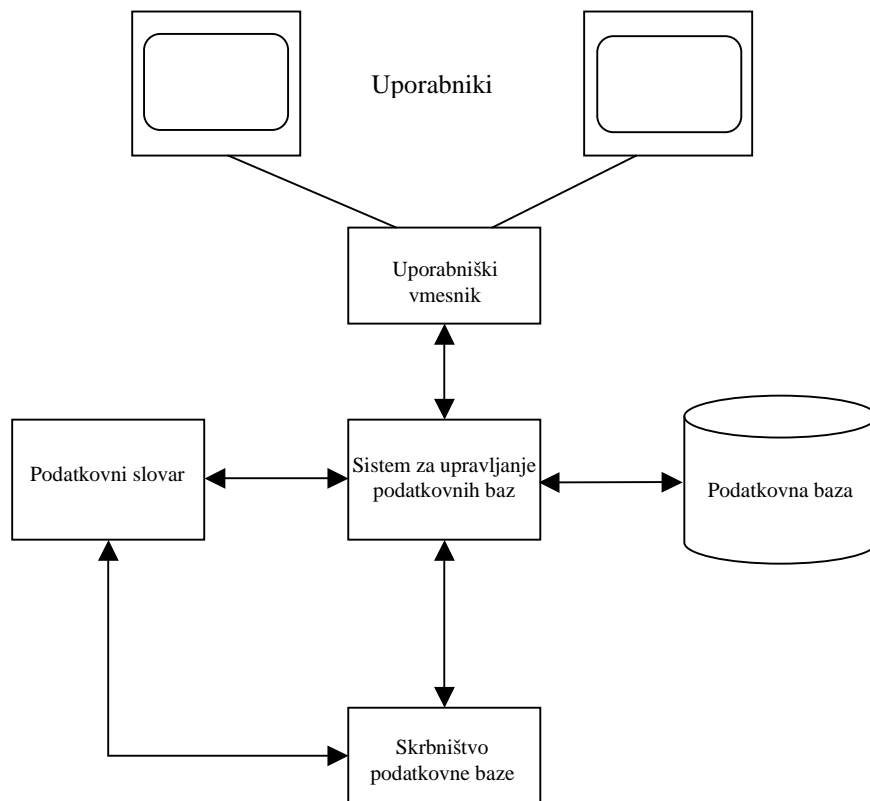 Uporabniki
Uporabniški
vmesnik
Podatkovni slovar
Sistem za upravljanje
podatkovnih baz
Podatkovna baza
Skrbništvo
podatkovne baze